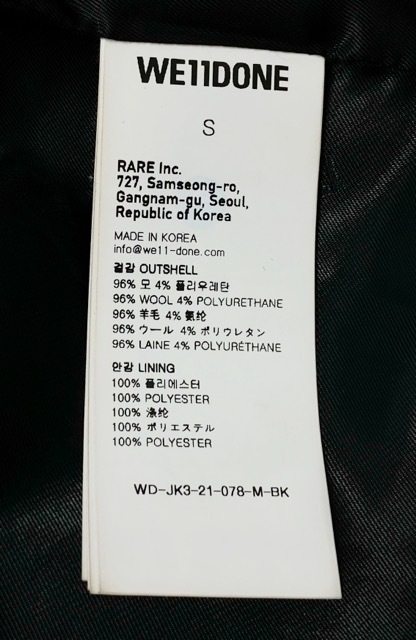 WE11DONE
S
RARE Inc.
727, Samseong-ro,
Gangnam-gu, Seoul,
Republic of Korea
MADE IN KOREA
info@we11-done.com
겉감 OUTSHELL
96% 모 4% 폴리우레탄
96% WOOL 4% POLYURETHANE
96% 羊毛 4% 氨纶
96% ウール 4% ポリウレタン
96% LAINE 4% POLYURÉTHANE
안감 LINING
100% 폴리에스터
100% POLYESTER
100% 涤纶
100% ポリエステル
100% POLYESTER
WD-JK3-21-078-M-BK